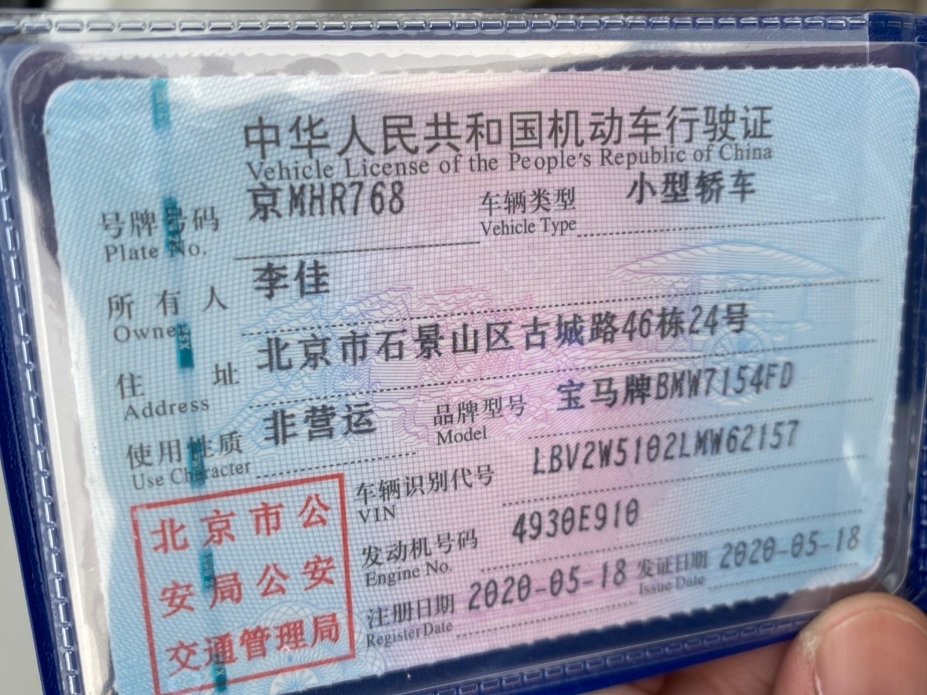 中华人民共和国机动车行驶证
Vehicle License of the People's Republic of China
号牌号码 京MHR768 车辆类型 小型轿车
Plate No. Vehicle Type
所有人 李佳
Owner
住址 北京市石景山区古城路46栋24号
Address
使用性质 非营运 品牌型号 宝马牌BMW7154FD
Use Character Model
车辆识别代号 LBV2W5102LMW62157
VIN
发动机号码 4930E910
Engine No.
注册日期 2020-05-18 发证日期 2020-05-18
Register Date Issue Date
北京市公
安局公安
交通管理局